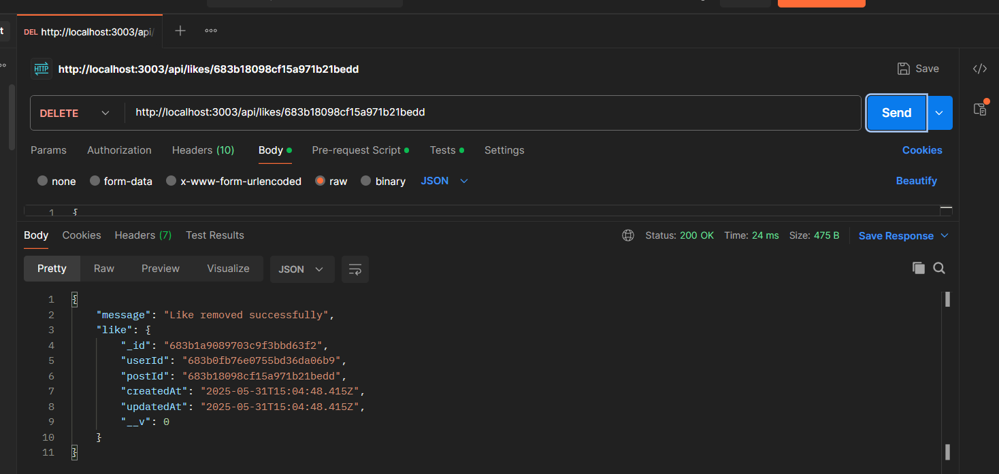 t
DEL http://localhost:3003/api/
HTTP http://localhost:3003/api/likes/683b18098cf15a971b21bedd
Save
DELETE
http://localhost:3003/api/likes/683b18098cf15a971b21bedd
Send
Params Authorization Headers (10) Body Pre-request Script Tests Settings Cookies
none form-data x-www-form-urlencoded raw binary JSON Beautify
1 {
Body Cookies Headers (7) Test Results Status: 200 OK Time: 24 ms Size: 475 B Save Response
Pretty Raw Preview Visualize JSON
1 {
2 "message": "Like removed successfully",
3 "like": {
4 "_id": "683b1a9089703c9f3bbd63f2",
5 "userId": "683b0fb76e0755bd36da06b9",
6 "postId": "683b18098cf15a971b21bedd",
7 "createdAt": "2025-05-31T15:04:48.415Z",
8 "updatedAt": "2025-05-31T15:04:48.415Z",
9 "__v": 0
10 }
11 }